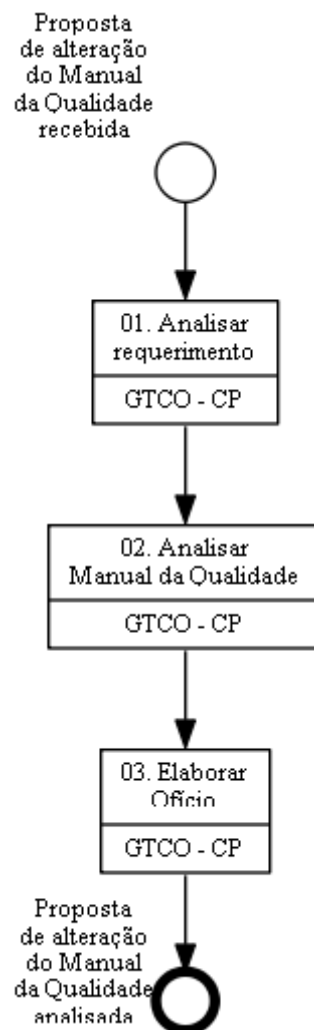 Proposta
de alteração
do Manual
da Qualidade
recebida
01. Analisar
requerimento
GTCO - CP
02. Analisar
Manual da Qualidade
GTCO - CP
03. Elaborar
Ofício
GTCO - CP
Proposta
de alteração
do Manual
da Qualidade
analisada